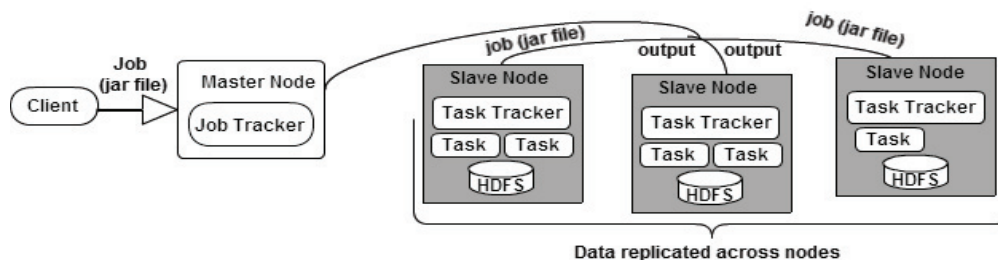 Client
Job
(jar file)
Master Node
Job Tracker
job (jar file)
output
output
job (jar file)
Slave Node
Task Tracker
Task
Task
HDFS
Slave Node
Task Tracker
Task
Task
HDFS
Slave Node
Task Tracker
Task
HDFS
Data replicated across nodes